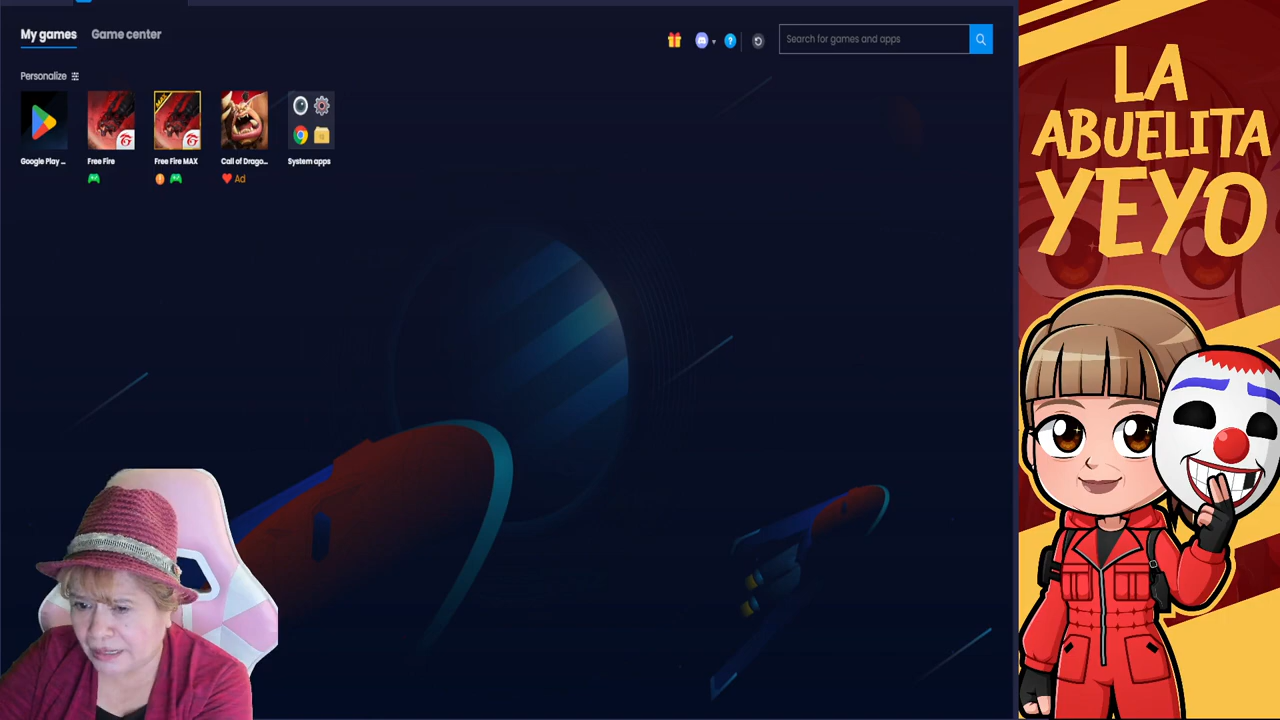 My games Game center
Search for games and apps
Personalize
Google Play ... Free Fire Free Fire MAX Call of Drago... System apps
Ad
LA
ABUELITA
YEYO